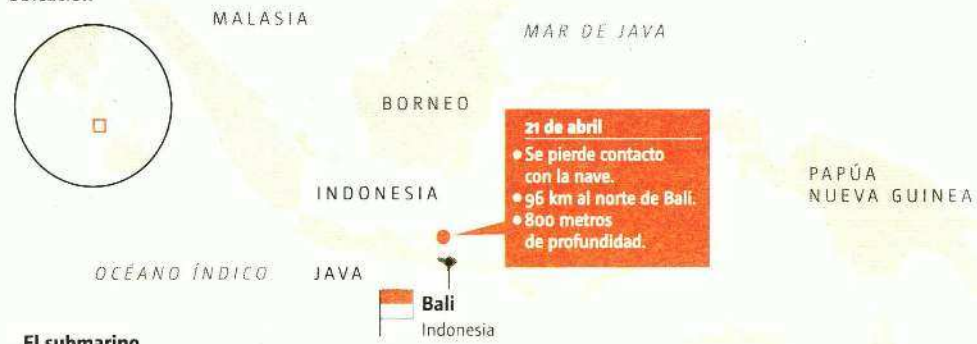 MALASIA
MAR DE JAVA
BORNEO
21 de abril
• Se pierde contacto
con la nave.
• 96 km al norte de Bali.
• 800 metros
de profundidad.
PAPÚA
NUEVA GUINEA
INDONESIA
OCÉANO ÍNDICO
JAVA
Bali
Indonesia
El submarino